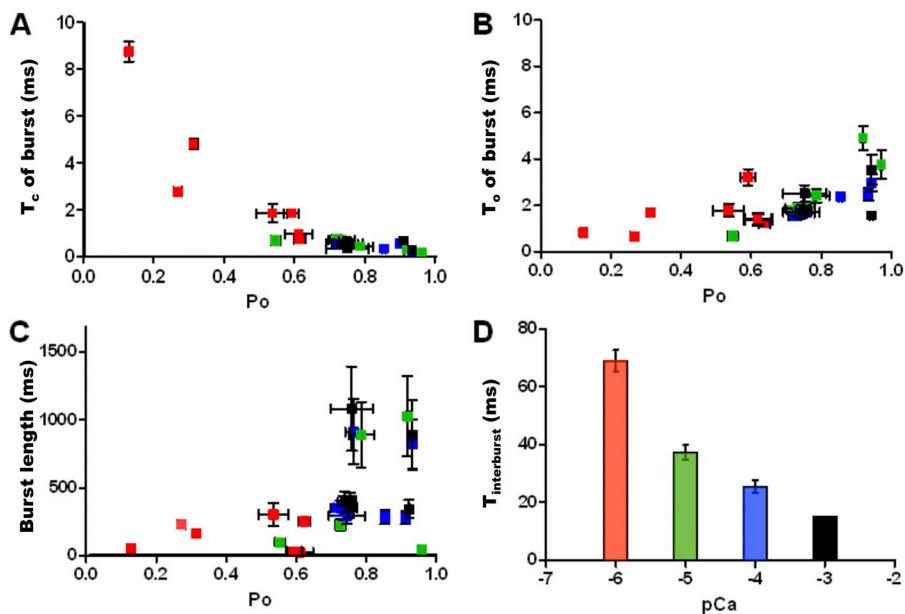 A
T_c of burst (ms)
10
8
6
4
2
0
0.0 0.2 0.4 0.6 0.8 1.0
Po
B
T_o of burst (ms)
10
8
6
4
2
0
0.0 0.2 0.4 0.6 0.8 1.0
Po
C
Burst length (ms)
1500
1000
500
0
0.0 0.2 0.4 0.6 0.8 1.0
Po
D
T_interburst (ms)
80
60
40
20
0
-7 -6 -5 -4 -3 -2
pCa